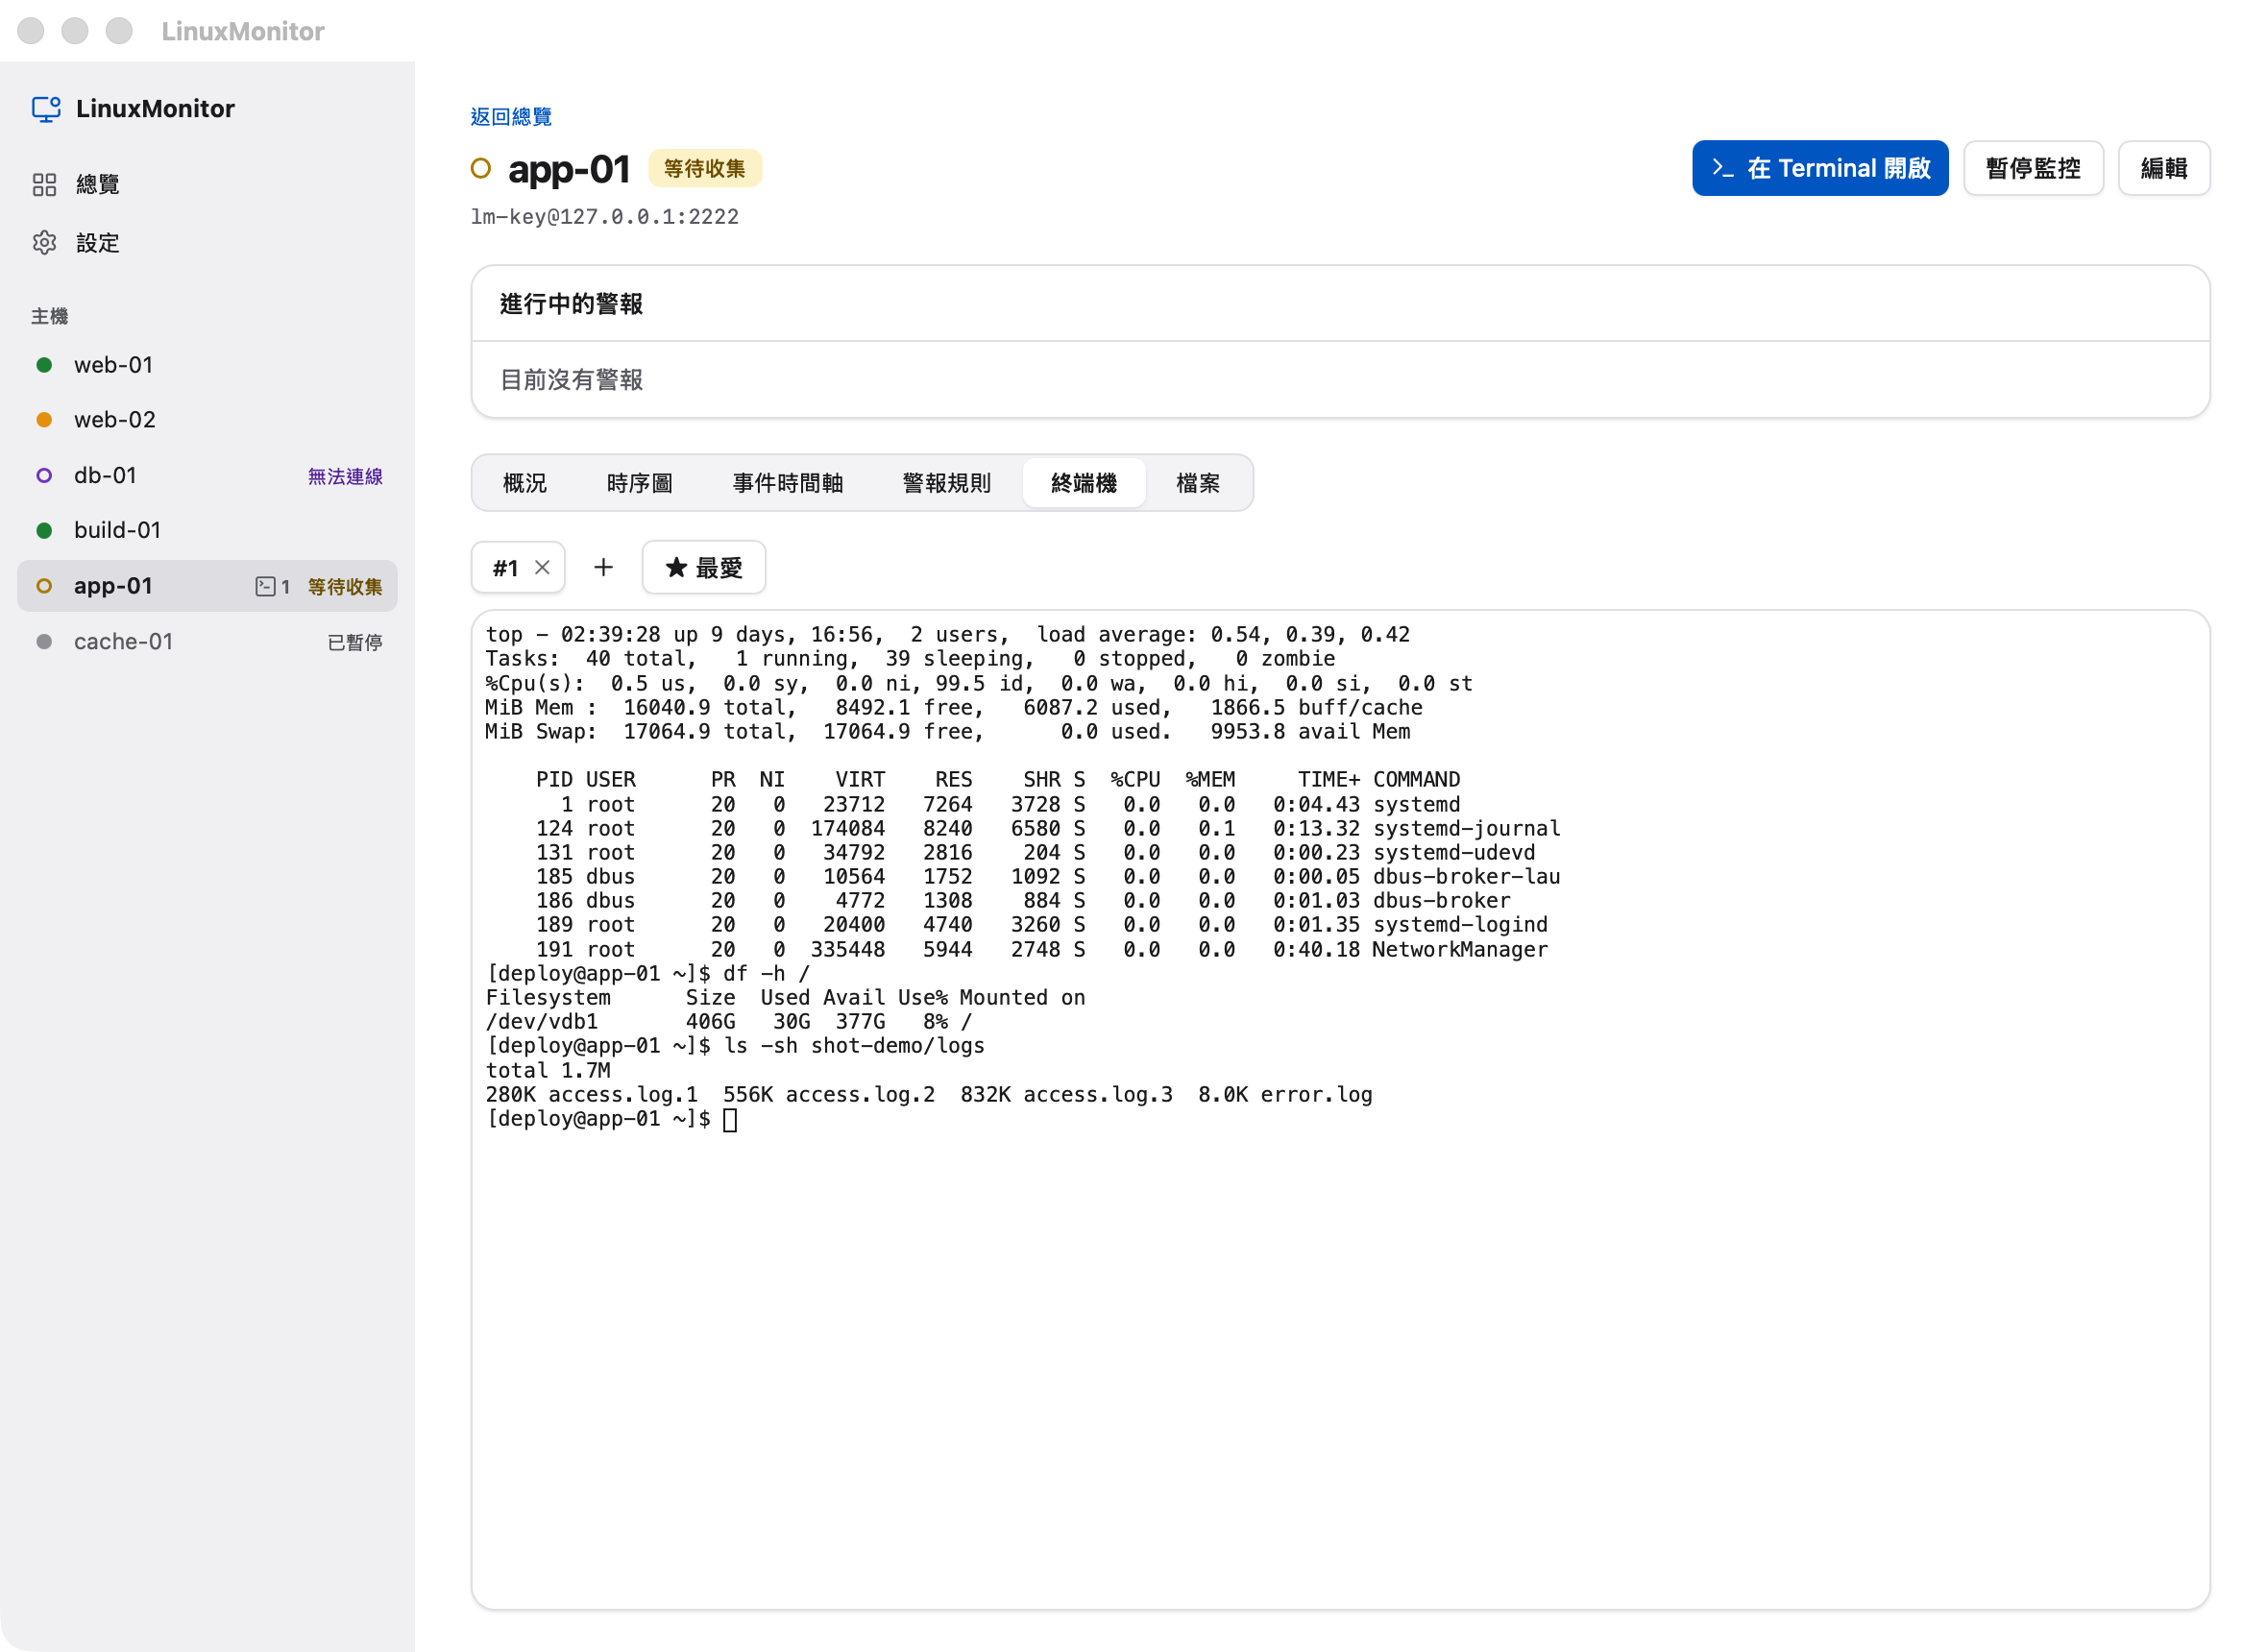 LinuxMonitor
LinuxMonitor
總覽
設定
主機
web-01
web-02
db-01 無法連線
build-01
app-01 1 等待收集
cache-01 已暫停
返回總覽
app-01 等待收集
lm-key@127.0.0.1:2222
>_ 在 Terminal 開啟 暫停監控 編輯
進行中的警報
目前沒有警報
概況 時序圖 事件時間軸 警報規則 終端機 檔案
#1 × + ★ 最愛
top - 02:39:28 up 9 days, 16:56,  2 users,  load average: 0.54, 0.39, 0.42
Tasks:  40 total,   1 running,  39 sleeping,   0 stopped,   0 zombie
%Cpu(s):  0.5 us,  0.0 sy,  0.0 ni, 99.5 id,  0.0 wa,  0.0 hi,  0.0 si,  0.0 st
MiB Mem :  16040.9 total,   8492.1 free,   6087.2 used,   1866.5 buff/cache
MiB Swap:  17064.9 total,  17064.9 free,      0.0 used.   9953.8 avail Mem
    PID USER      PR  NI    VIRT    RES    SHR S  %CPU  %MEM     TIME+ COMMAND
      1 root      20   0   23712   7264   3728 S   0.0   0.0   0:04.43 systemd
    124 root      20   0  174084   8240   6580 S   0.0   0.1   0:13.32 systemd-journal
    131 root      20   0   34792   2816    204 S   0.0   0.0   0:00.23 systemd-udevd
    185 dbus      20   0   10564   1752   1092 S   0.0   0.0   0:00.05 dbus-broker-lau
    186 dbus      20   0    4772   1308    884 S   0.0   0.0   0:01.03 dbus-broker
    189 root      20   0   20400   4740   3260 S   0.0   0.0   0:01.35 systemd-logind
    191 root      20   0  335448   5944   2748 S   0.0   0.0   0:40.18 NetworkManager
[deploy@app-01 ~]$ df -h /
Filesystem      Size  Used Avail Use% Mounted on
/dev/vdb1       406G   30G  377G   8% /
[deploy@app-01 ~]$ ls -sh shot-demo/logs
total 1.7M
280K access.log.1  556K access.log.2  832K access.log.3  8.0K error.log
[deploy@app-01 ~]$